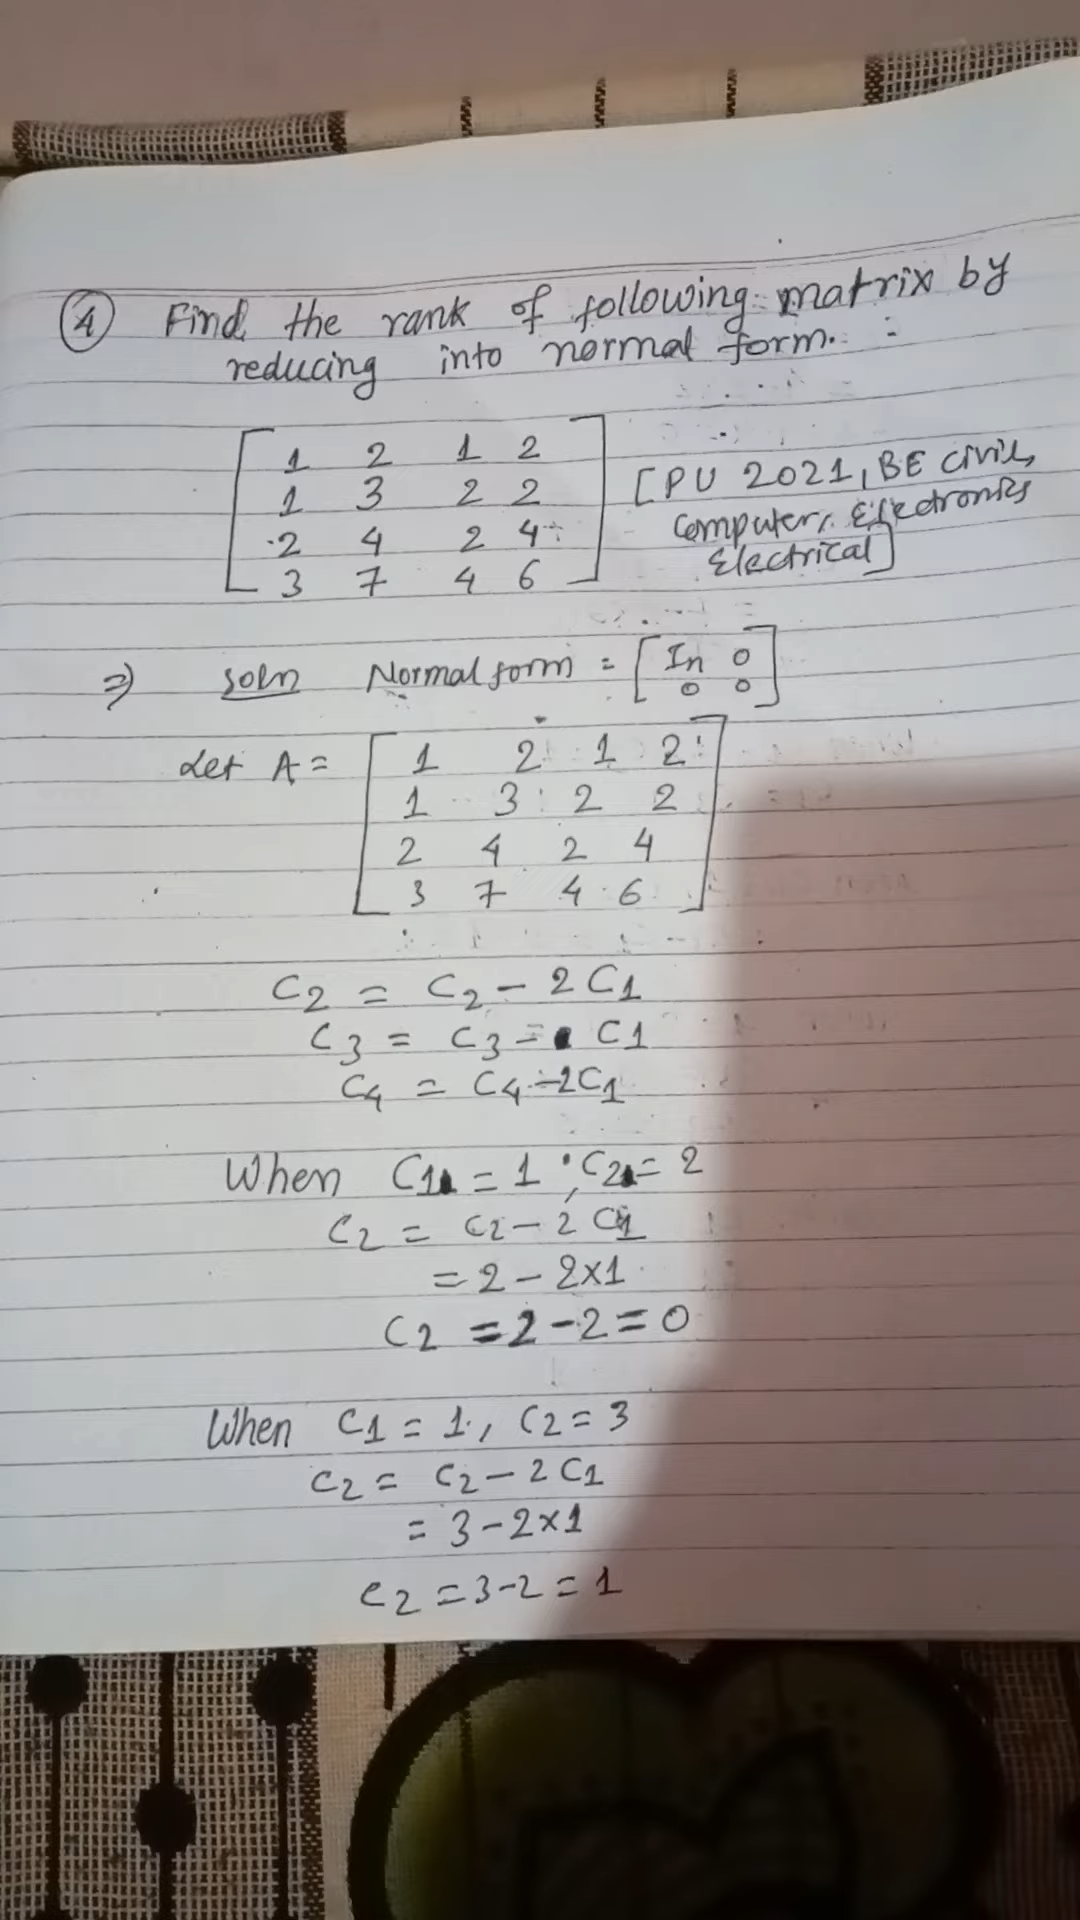 4 Find the rank of following matrix by
reducing into normal form. :
1 2 1 2
1 3 2 2
2 4 2 4
3 7 4 6
[PU 2021, BE Civil,
Computer, Electronics
Electrical]
⇒ soln Normal form = [In 0
0 0]
Let A =
1 2 1 2
1 3 2 2
2 4 2 4
3 7 4 6
C2 = C2 - 2C1
C3 = C3 - C1
C4 = C4 - 2C1
When C1 = 1, C2 = 2
C2 = C2 - 2 C1
= 2 - 2×1
C2 = 2 - 2 = 0
When C1 = 1, C2 = 3
C2 = C2 - 2 C1
= 3 - 2×1
C2 = 3 - 2 = 1